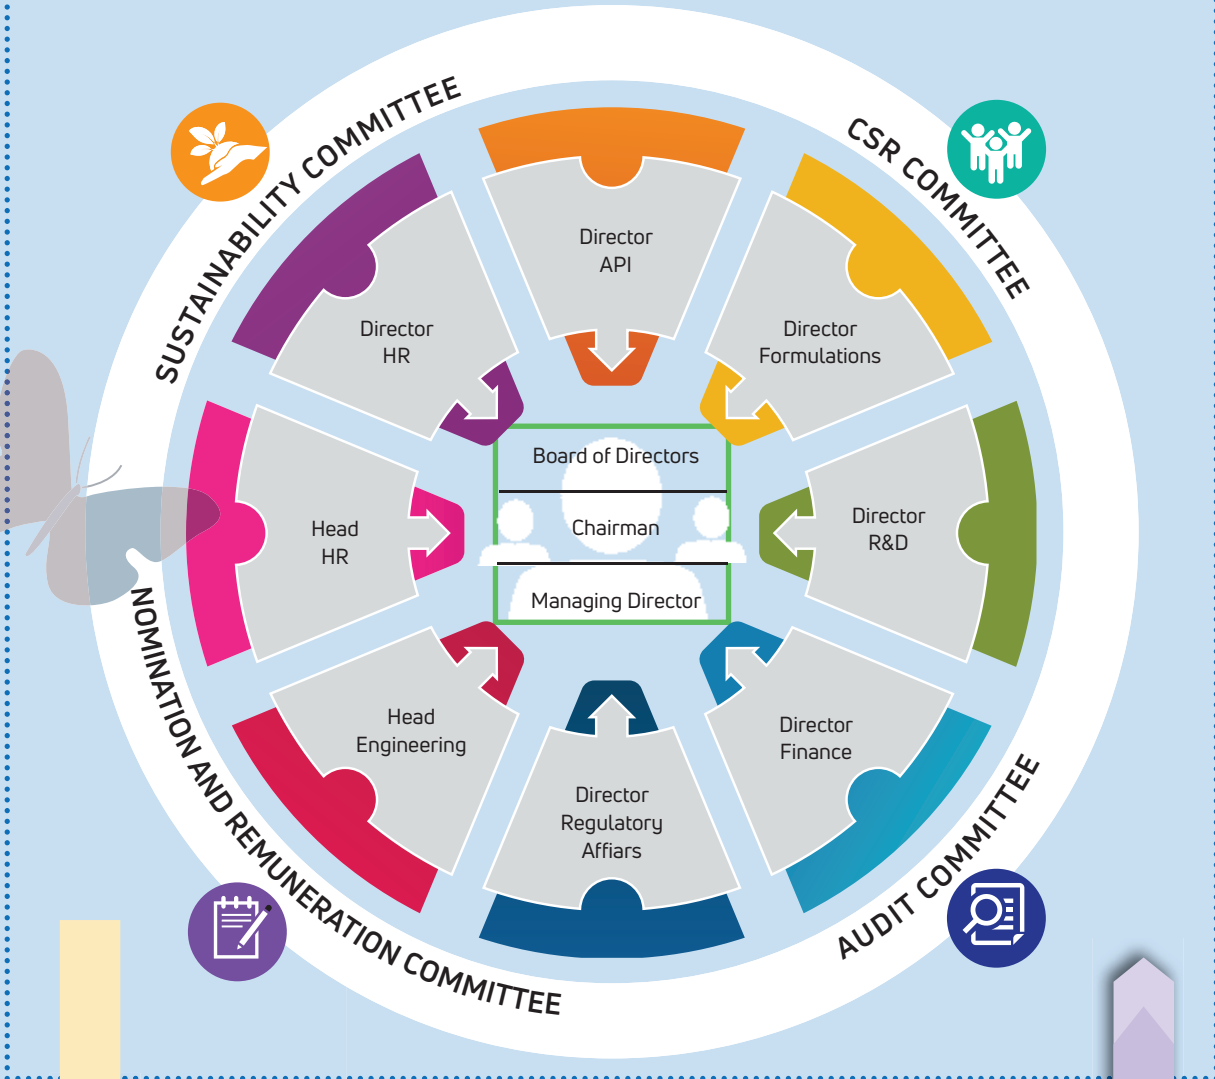 SUSTAINABILITY COMMITTEE
CSR COMMITTEE
Director
API
Director
HR
Director
Formulations
Board of Directors
Chairman
Managing Director
Head
HR
Director
R&D
Head
Engineering
Director
Finance
Director
Regulatory
Affiars
NOMINATION AND REMUNERATION COMMITTEE
AUDIT COMMITTEE